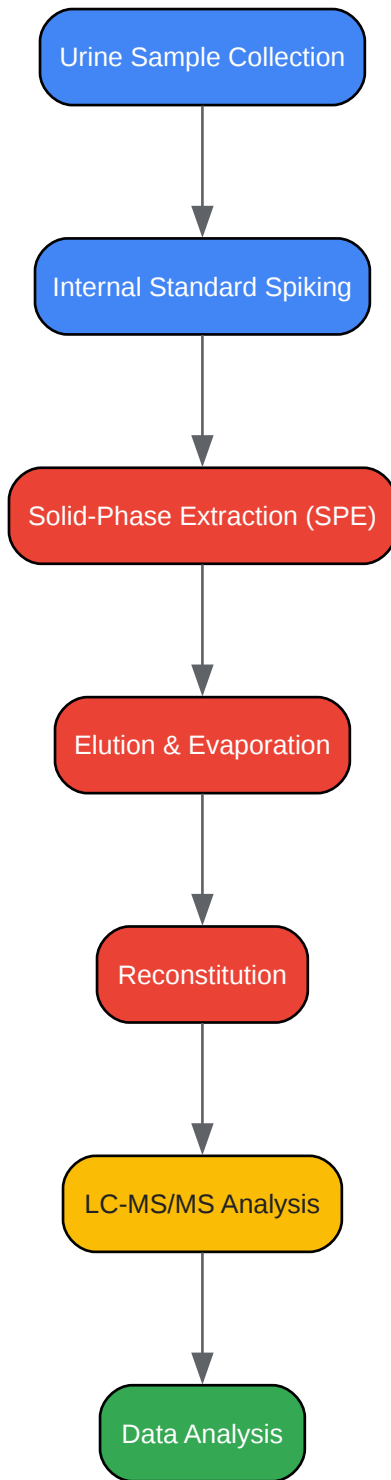 Urine Sample Collection
Internal Standard Spiking
Solid-Phase Extraction (SPE)
Elution & Evaporation
Reconstitution
LC-MS/MS Analysis
Data Analysis